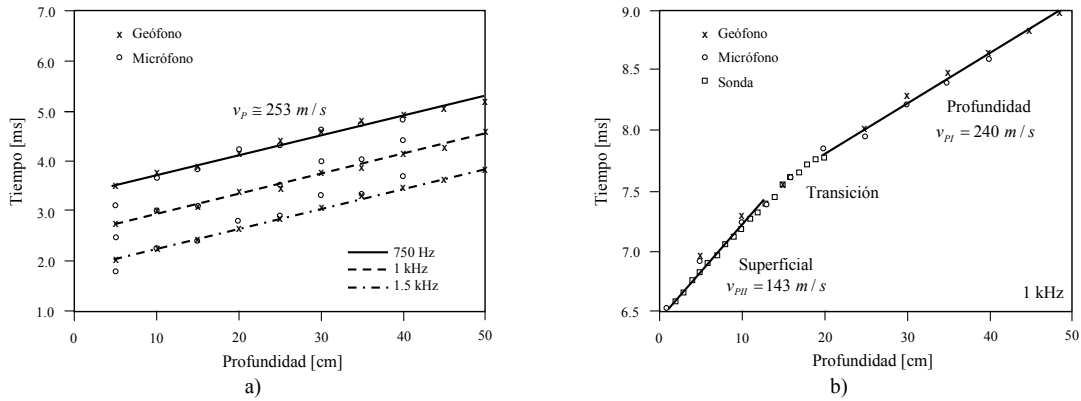 7.0
6.0
5.0
4.0
3.0
2.0
1.0
Tiempo [ms]
x Geófono
o Micrófono
v_P ≅ 253 m / s
750 Hz
1 kHz
1.5 kHz
0 10 20 30 40 50
Profundidad [cm]
a)
9.0
8.5
8.0
7.5
7.0
6.5
Tiempo [ms]
x Geófono
o Micrófono
□ Sonda
Profundidad
v_PI = 240 m / s
Transición
Superficial
v_PII = 143 m / s
1 kHz
0 10 20 30 40 50
Profundidad [cm]
b)